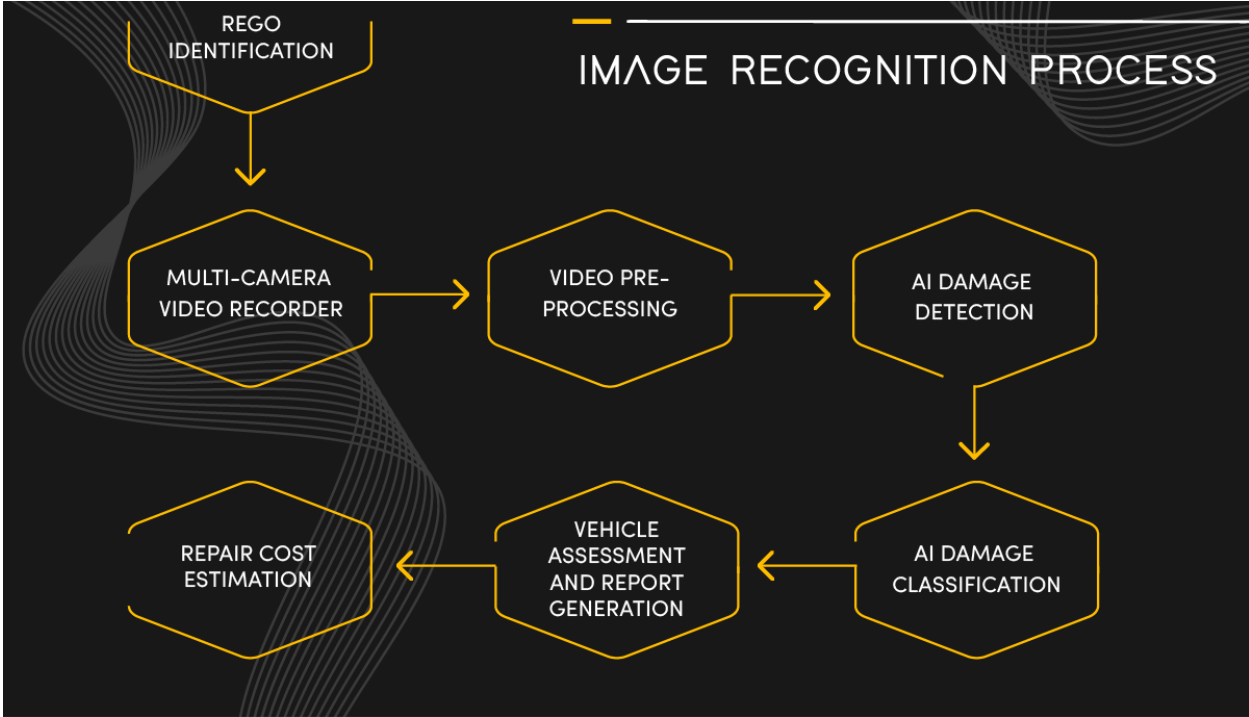 REGO
IDENTIFICATION
IMAGE RECOGNITION PROCESS
MULTI-CAMERA
VIDEO RECORDER
VIDEO PRE-
PROCESSING
AI DAMAGE
DETECTION
AI DAMAGE
CLASSIFICATION
VEHICLE
ASSESSMENT
AND REPORT
GENERATION
REPAIR COST
ESTIMATION